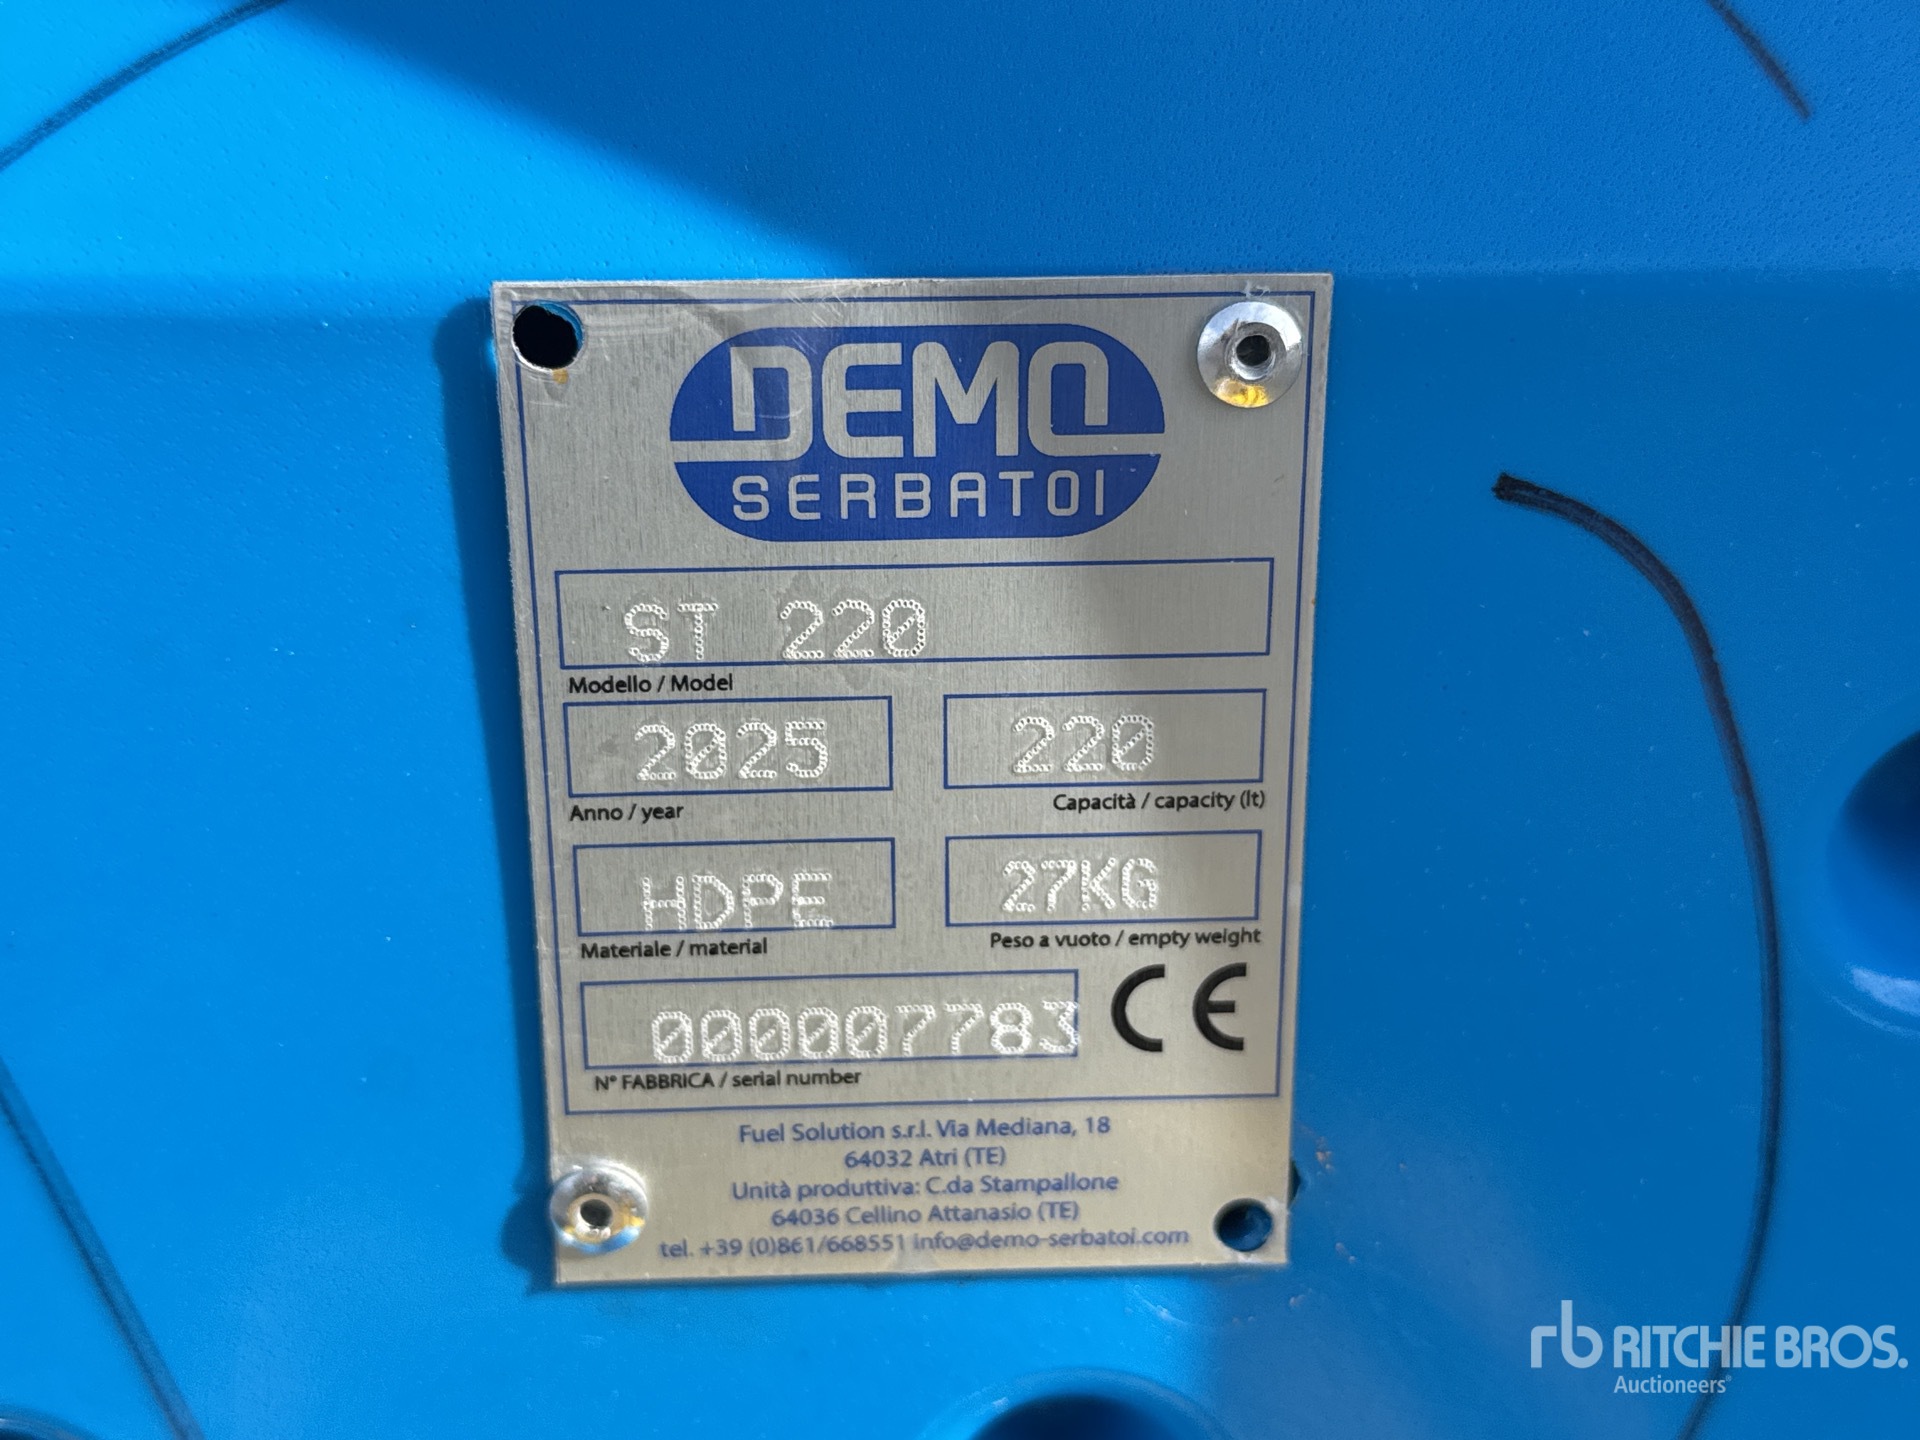 DEMO
SERBATOI
ST 220
Modello / Model
2025
220
Anno / year
Capacità / capacity (lt)
HDPE
27KG
Materiale / material
Peso a vuoto / empty weight
000007783
CE
N° FABBRICA / serial number
Fuel Solution s.r.l. Via Mediana, 18
64032 Atri (TE)
Unità produttiva: C.da Stampallone
64036 Cellino Attanasio (TE)
tel. +39 (0)861/668551 info@demo-serbatoi.com
rb RITCHIE BROS.
Auctioneers